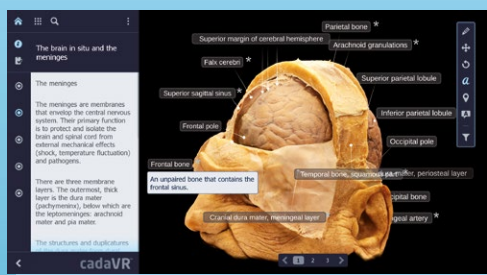 The brain in situ and the
meninges
The meninges
The meninges are membranes
that envelop the central nervous
system. Their primary function
is to protect and isolate the
brain and spinal cord from
external mechanical effects
(shock, temperature fluctuation)
and pathogens.
There are three membrane
layers. The outermost, thick
layer is the dura mater
(pachymeninx), below which are
the leptomeninges: arachnoid
mater and pia mater.
The structures and duplicatures
cadaVR
Parietal bone *
Superior margin of cerebral hemisphere
Arachnoid granulations *
Falx cerebri *
Superior parietal lobule
Superior sagittal sinus *
Inferior parietal lobule
Frontal pole
Occipital pole
Frontal bone
An unpaired bone that contains the
frontal sinus.
Temporal bone, squamous part *
mater, periosteal layer
cipital bone
Cranial dura mater, meningeal layer
geal artery *
1 2 3